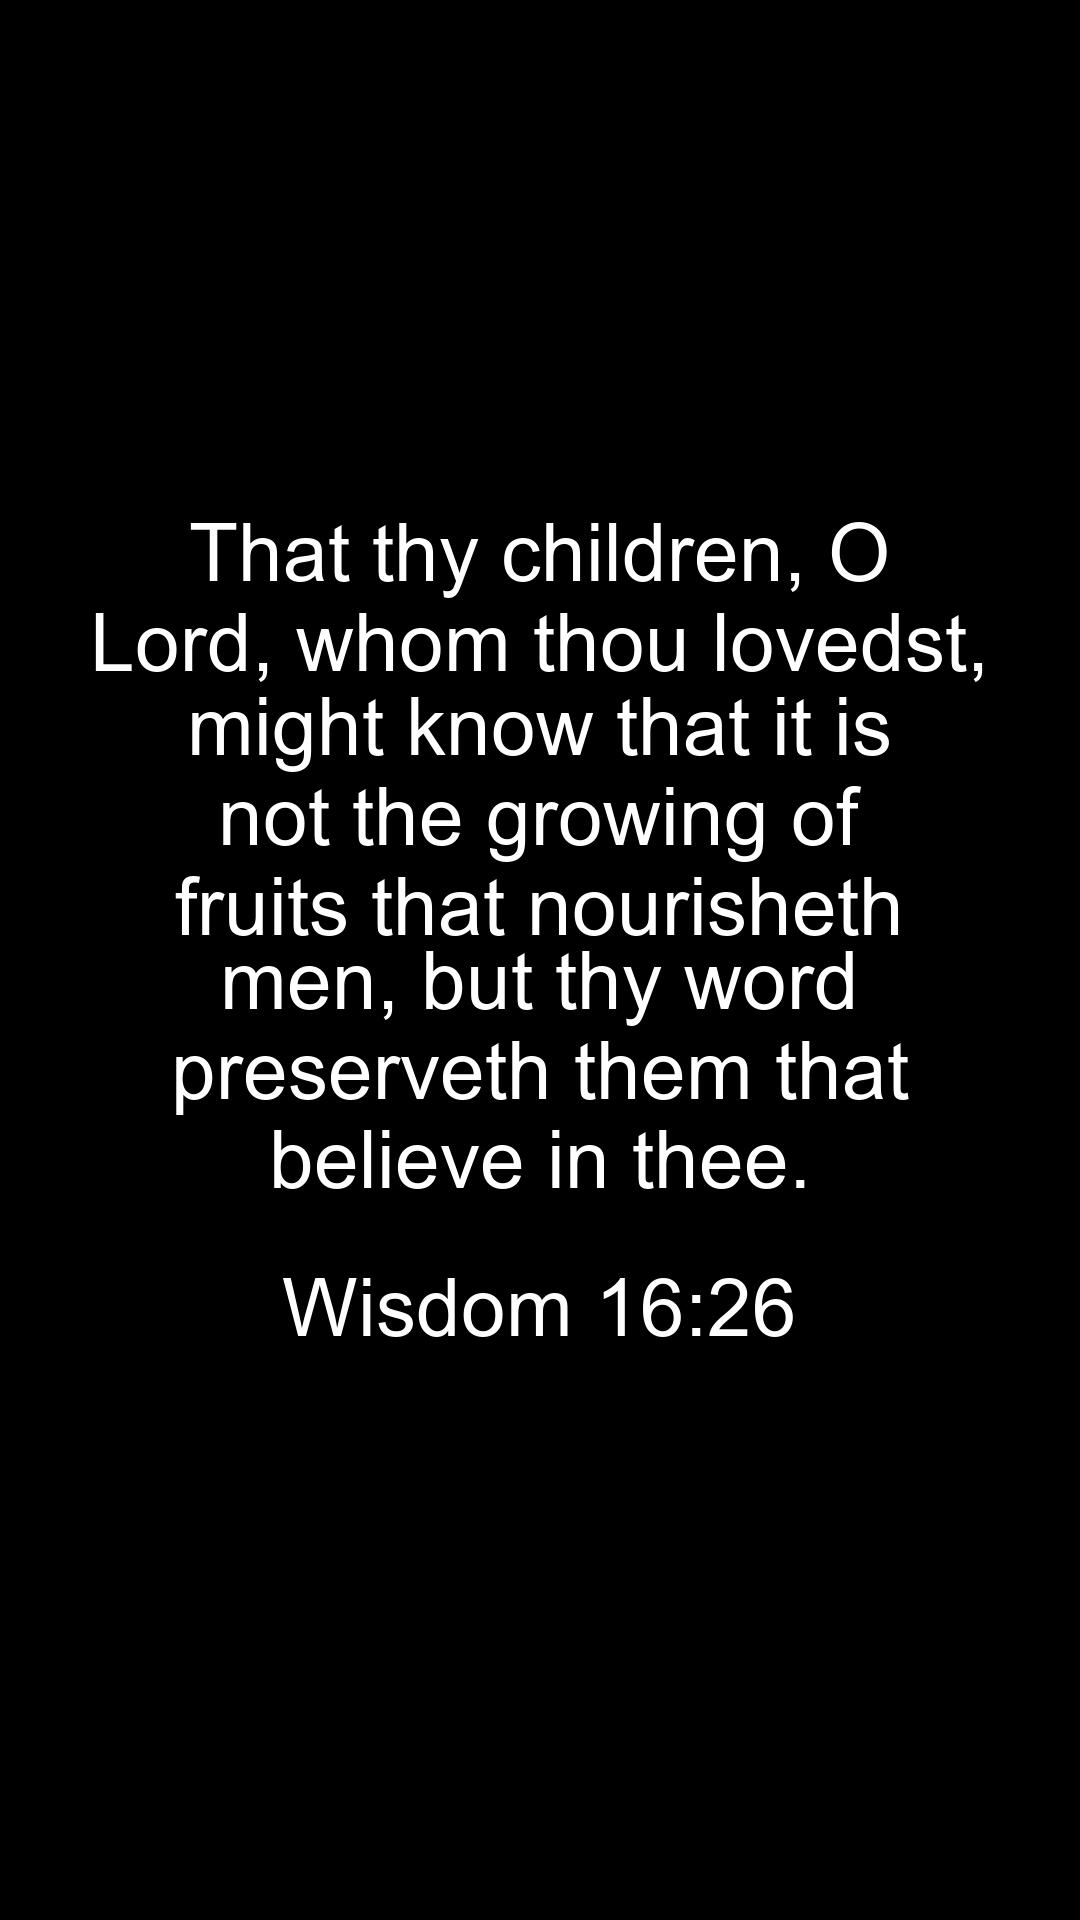 That thy children, O
Lord, whom thou lovedst,
might know that it is
not the growing of
fruits that nourisheth
men, but thy word
preserveth them that
believe in thee.
Wisdom 16:26